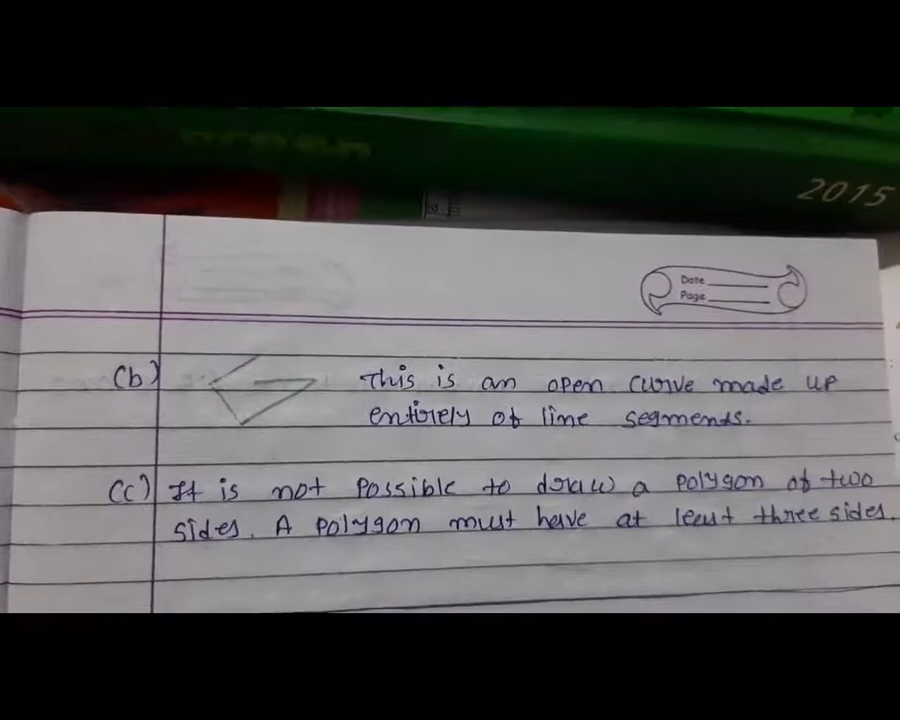 2015
Date
Page
(b) This is an open curve made up
entirely of line segments.
(c) It is not possible to draw a polygon of two
sides. A polygon must have at least three sides.